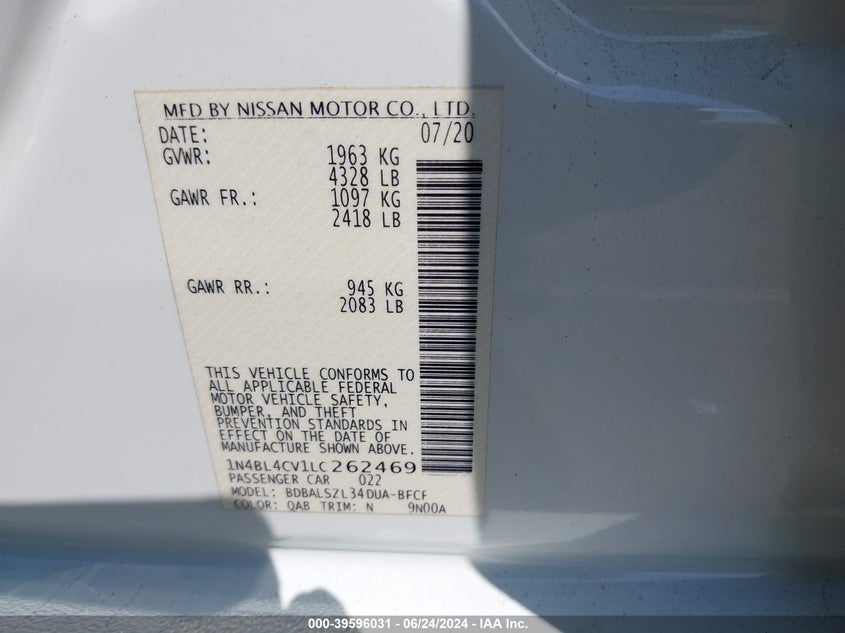 MFD BY NISSAN MOTOR CO., LTD.
DATE: 07/20
GVWR: 1963 KG
4328 LB
GAWR FR.: 1097 KG
2418 LB
GAWR RR.: 945 KG
2083 LB
THIS VEHICLE CONFORMS TO
ALL APPLICABLE FEDERAL
MOTOR VEHICLE SAFETY,
BUMPER, AND THEFT
PREVENTION STANDARDS IN
EFFECT ON THE DATE OF
MANUFACTURE SHOWN ABOVE.
1N4BL4CV1LC262469
PASSENGER CAR 022
MODEL: BDBALSZL34DUA-BFCF
COLOR: QAB TRIM: N 9N00A
000-39596031 - 06/24/2024 - IAA Inc.